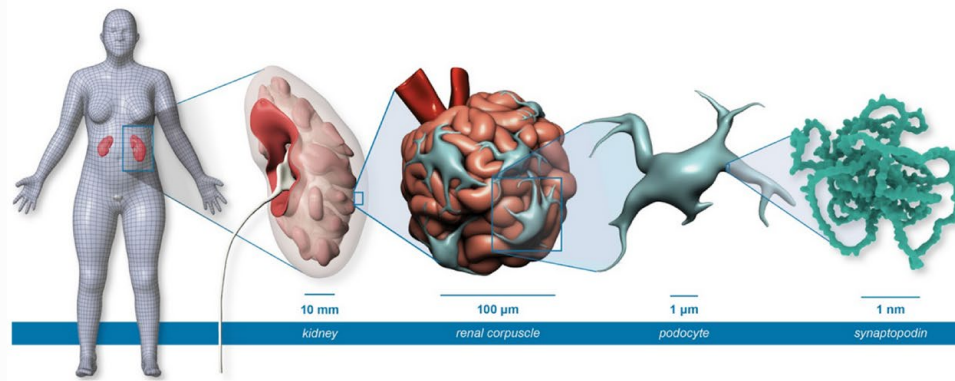 10 mm
100 µm
1 µm
1 nm
kidney
renal corpuscle
podocyte
synaptopodin